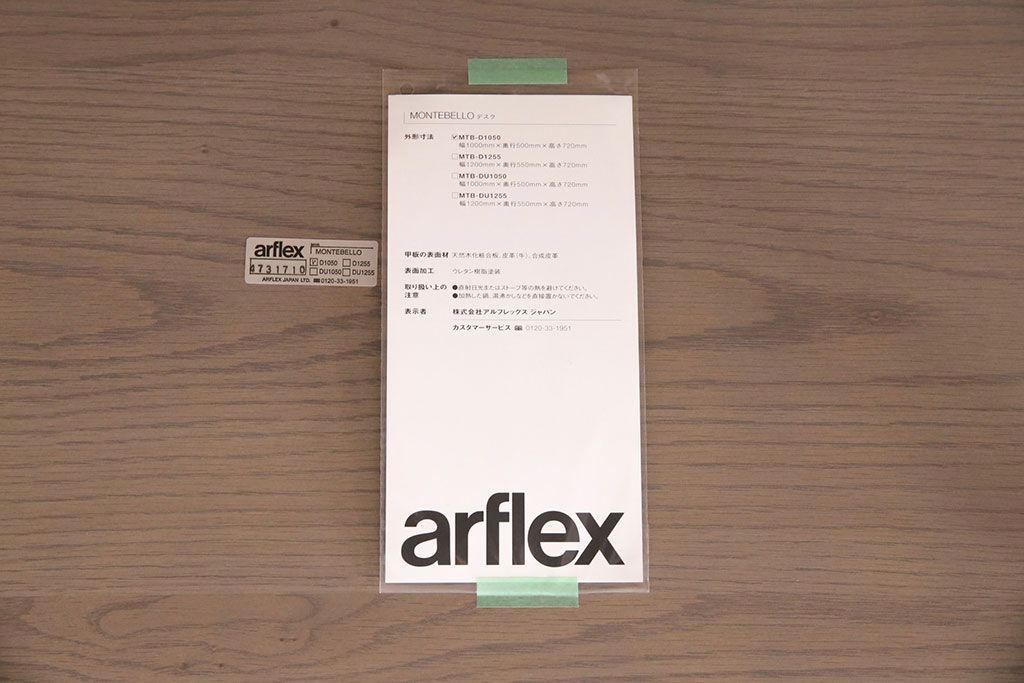 MONTEBELLO デスク
外形寸法 ☑MTB-D1050
幅1000mm×奥行500mm×高さ720mm
□MTB-D1255
幅1200mm×奥行550mm×高さ720mm
□MTB-DU1050
幅1000mm×奥行500mm×高さ720mm
□MTB-DU1255
幅1200mm×奥行550mm×高さ720mm
甲板の表面材 天然木化粧合板、皮革(牛)、合成皮革
表面加工 ウレタン樹脂塗装
取り扱い上の注意 ●直射日光またはストーブ等の熱を避けてください。
●加熱した鍋、湯沸かしなどを直接置かないでください。
表示者 株式会社アルフレックス ジャパン
カスタマーサービス 0120-33-1951
arflex
arflex MONTEBELLO
4731710 ☑D1050 □D1255
□DU1050 □DU1255
ARFLEX JAPAN LTD. 0120-33-1951